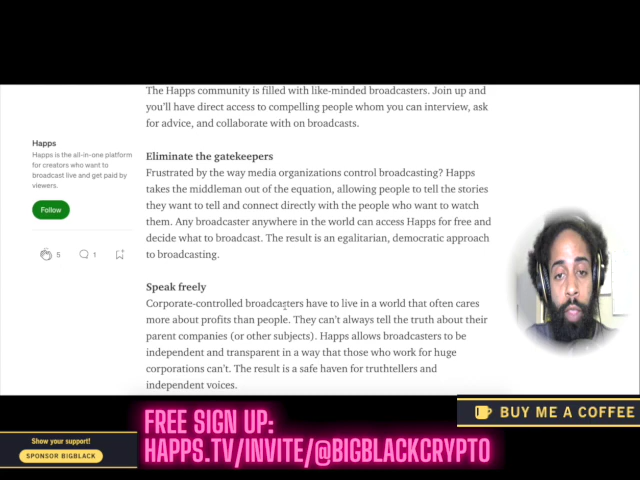 The Happs community is filled with like-minded broadcasters. Join up and
you'll have direct access to compelling people whom you can interview, ask
for advice, and collaborate with on broadcasts.
Happs
Happs is the all-in-one platform
for creators who want to
broadcast live and get paid by
viewers.
Follow
5
1
Eliminate the gatekeepers
Frustrated by the way media organizations control broadcasting? Happs
takes the middleman out of the equation, allowing people to tell the stories
they want to tell and connect directly with the people who want to watch
them. Any broadcaster anywhere in the world can access Happs for free and
decide what to broadcast. The result is an egalitarian, democratic approach
to broadcasting.
Speak freely
Corporate-controlled broadcasters have to live in a world that often cares
more about profits than people. They can't always tell the truth about their
parent companies (or other subjects). Happs allows broadcasters to be
independent and transparent in a way that those who work for huge
corporations can't. The result is a safe haven for truthtellers and
independent voices.
BUY ME A COFFEE
Show your support!
SPONSOR BIGBLACK
FREE SIGN UP:
HAPPS.TV/INVITE/@BIGBLACKCRYPTO